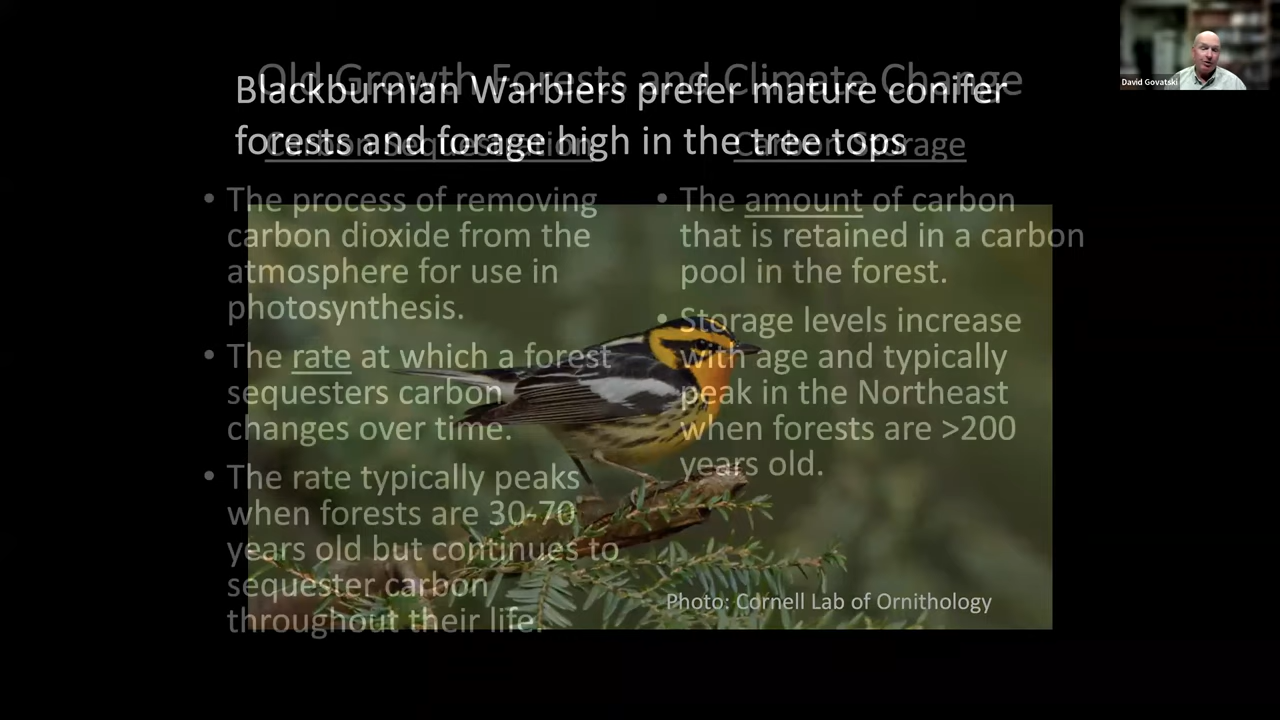 Old Growth Forests and Climate Change
Blackburnian Warblers prefer mature conifer
forests and forage high in the tree tops
Carbon Sequestration
• The process of removing
carbon dioxide from the
atmosphere for use in
photosynthesis.
• The rate at which a forest
sequesters carbon
changes over time.
• The rate typically peaks
when forests are 30-70
years old but continues to
sequester carbon
throughout their life.
Carbon Storage
• The amount of carbon
that is retained in a carbon
pool in the forest.
• Storage levels increase
with age and typically
peak in the Northeast
when forests are >200
years old.
Photo: Cornell Lab of Ornithology
David Govatski